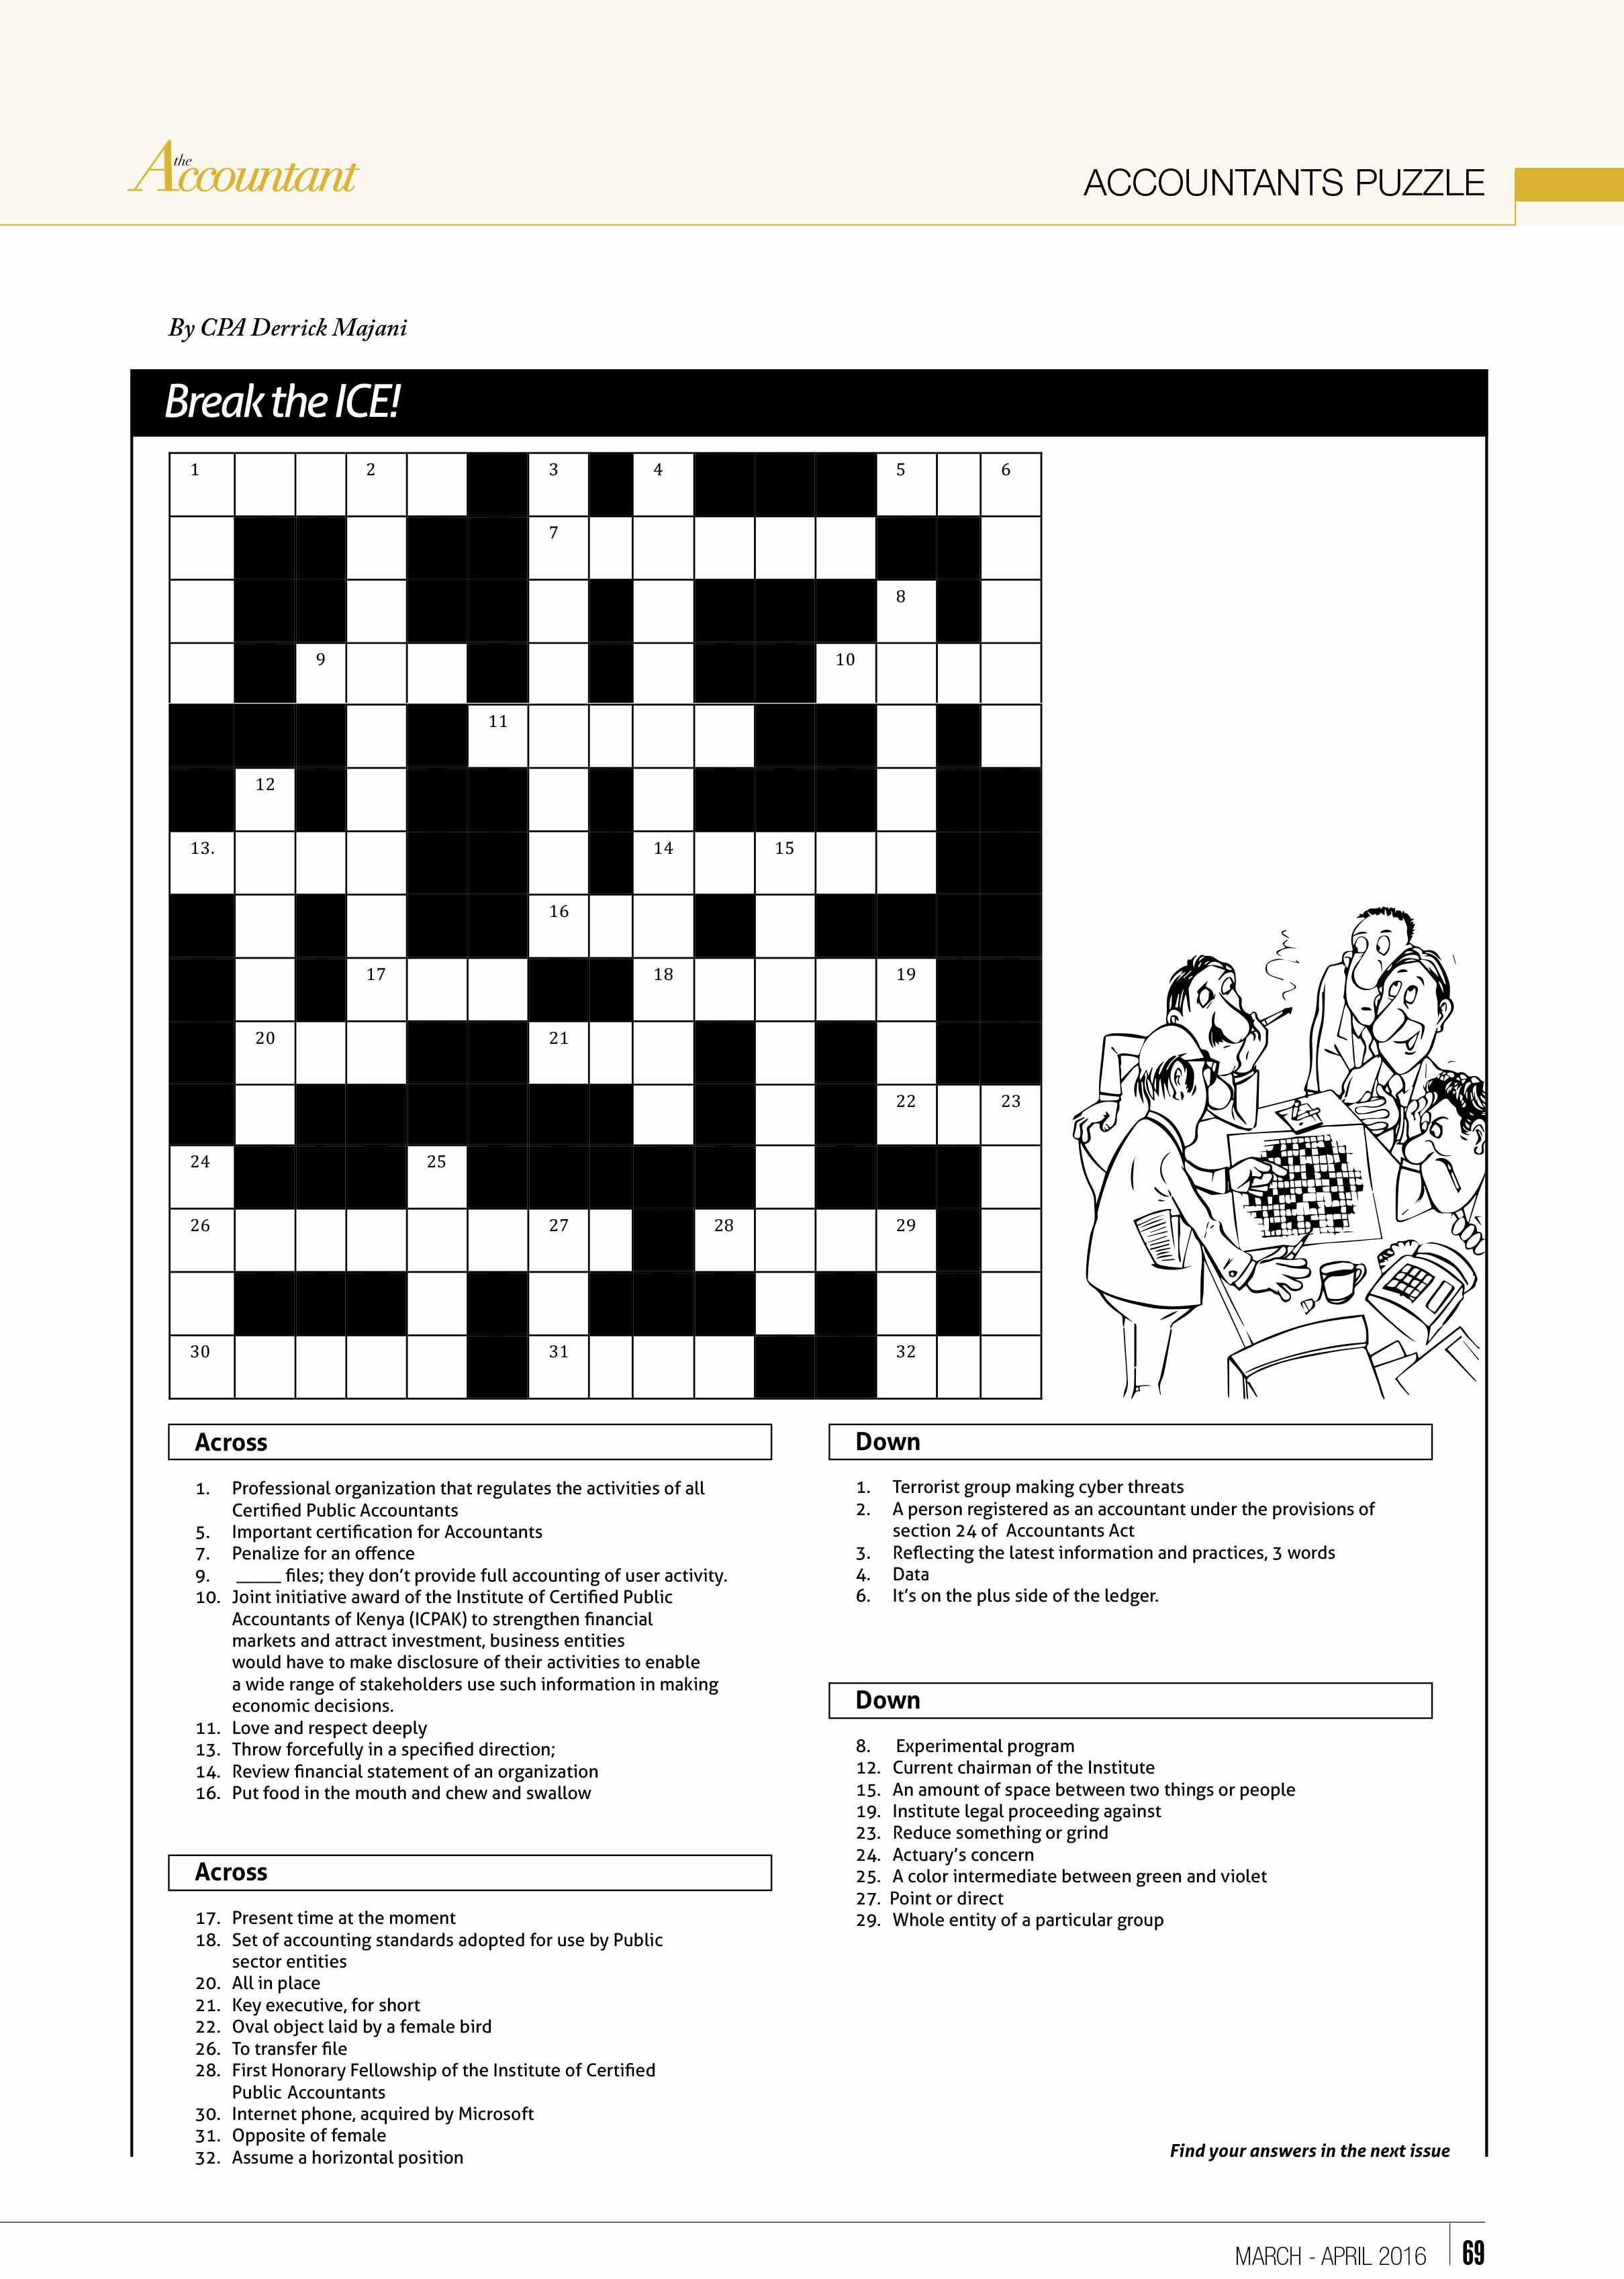 the Accountant
ACCOUNTANTS PUZZLE
By CPA Derrick Majani
Break the ICE!
1 2 3 4 5 6
7
8
9 10
11
12
13. 14 15
16
17 18 19
20 21
22 23
24 25
26 27 28 29
30 31 32
Across
1. Professional organization that regulates the activities of all
Certified Public Accountants
5. Important certification for Accountants
7. Penalize for an offence
9. _____ files; they don't provide full accounting of user activity.
10. Joint initiative award of the Institute of Certified Public
Accountants of Kenya (ICPAK) to strengthen financial
markets and attract investment, business entities
would have to make disclosure of their activities to enable
a wide range of stakeholders use such information in making
economic decisions.
11. Love and respect deeply
13. Throw forcefully in a specified direction;
14. Review financial statement of an organization
16. Put food in the mouth and chew and swallow
Across
17. Present time at the moment
18. Set of accounting standards adopted for use by Public
sector entities
20. All in place
21. Key executive, for short
22. Oval object laid by a female bird
26. To transfer file
28. First Honorary Fellowship of the Institute of Certified
Public Accountants
30. Internet phone, acquired by Microsoft
31. Opposite of female
32. Assume a horizontal position
Down
1. Terrorist group making cyber threats
2. A person registered as an accountant under the provisions of
section 24 of Accountants Act
3. Reflecting the latest information and practices, 3 words
4. Data
6. It's on the plus side of the ledger.
Down
8. Experimental program
12. Current chairman of the Institute
15. An amount of space between two things or people
19. Institute legal proceeding against
23. Reduce something or grind
24. Actuary's concern
25. A color intermediate between green and violet
27. Point or direct
29. Whole entity of a particular group
Find your answers in the next issue
MARCH - APRIL 2016 69